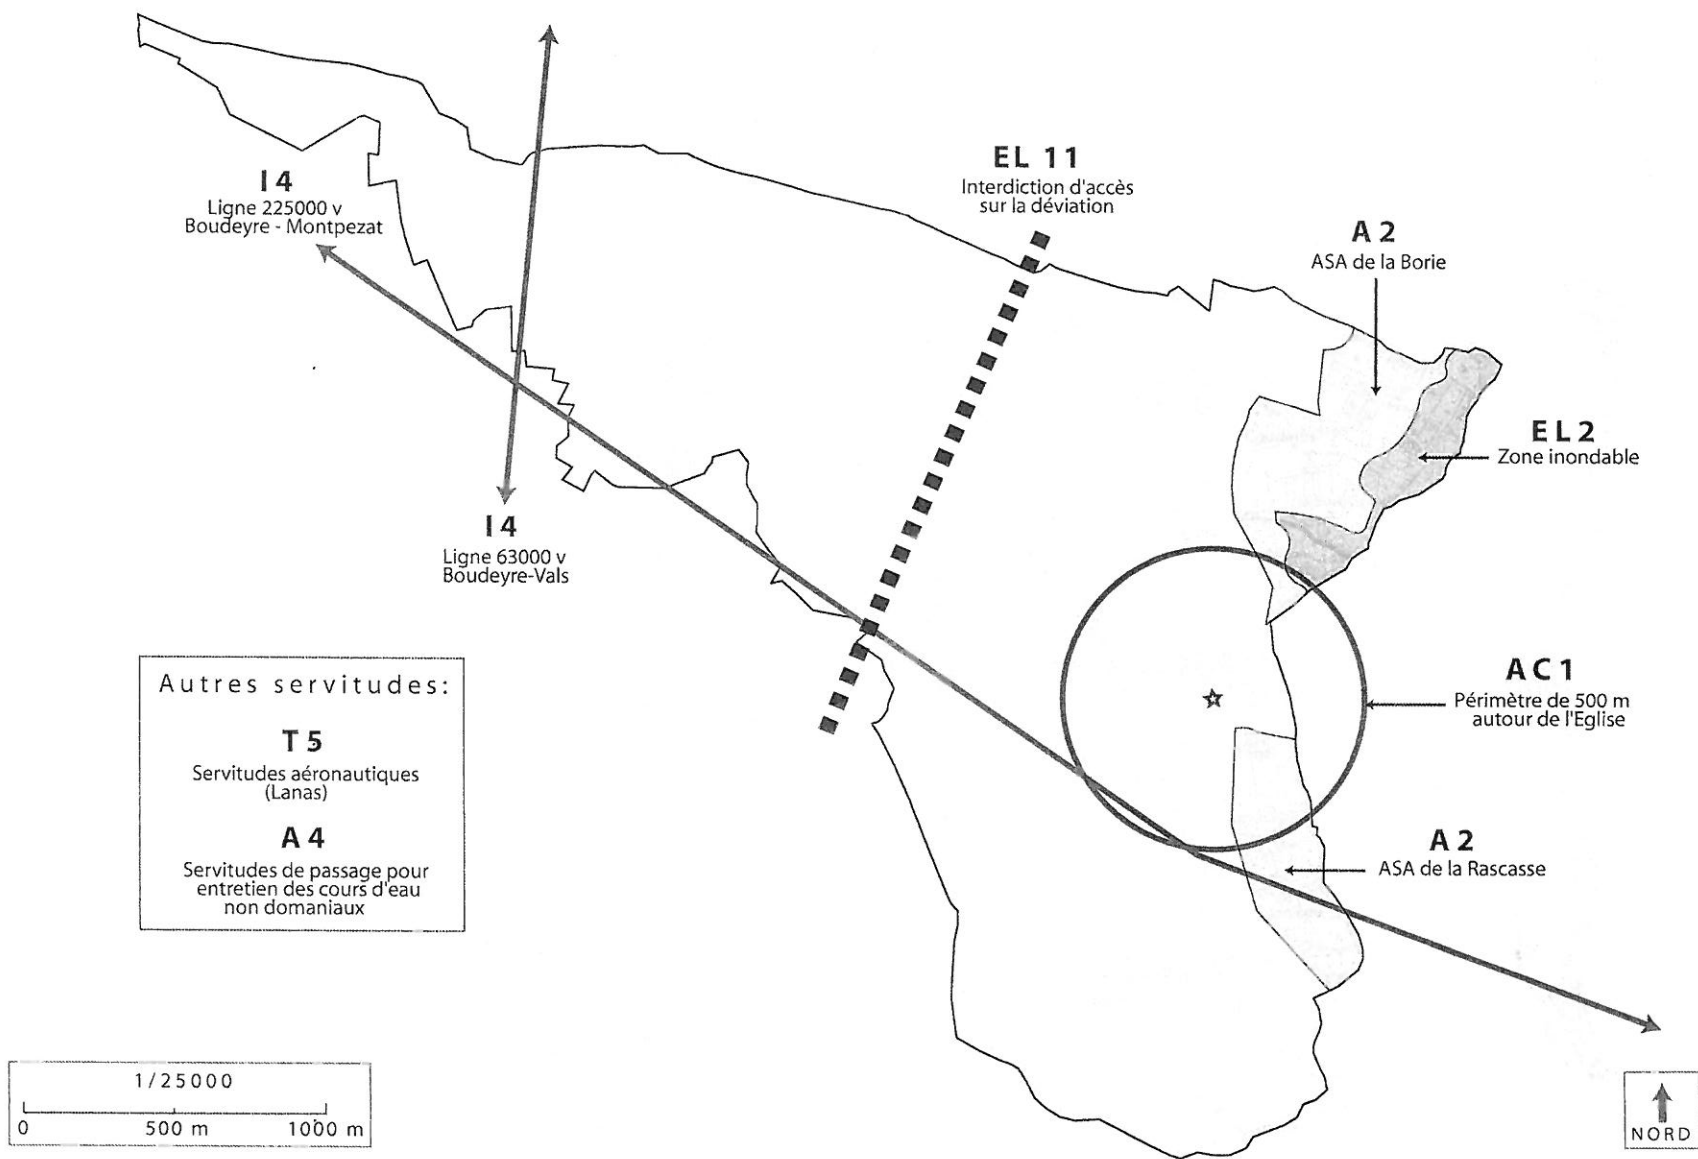 I 4
Ligne 225000 v
Boudeyre - Montpezat
EL 11
Interdiction d'accès
sur la déviation
A 2
ASA de la Borie
EL 2
Zone inondable
I 4
Ligne 63000 v
Boudeyre-Vals
AC 1
Périmètre de 500 m
autour de l'Eglise
A 2
ASA de la Rascasse
Autres servitudes:
T 5
Servitudes aéronautiques
(Lanas)
A 4
Servitudes de passage pour
entretien des cours d'eau
non domaniaux
1/25000
0 500 m 1000 m
NORD